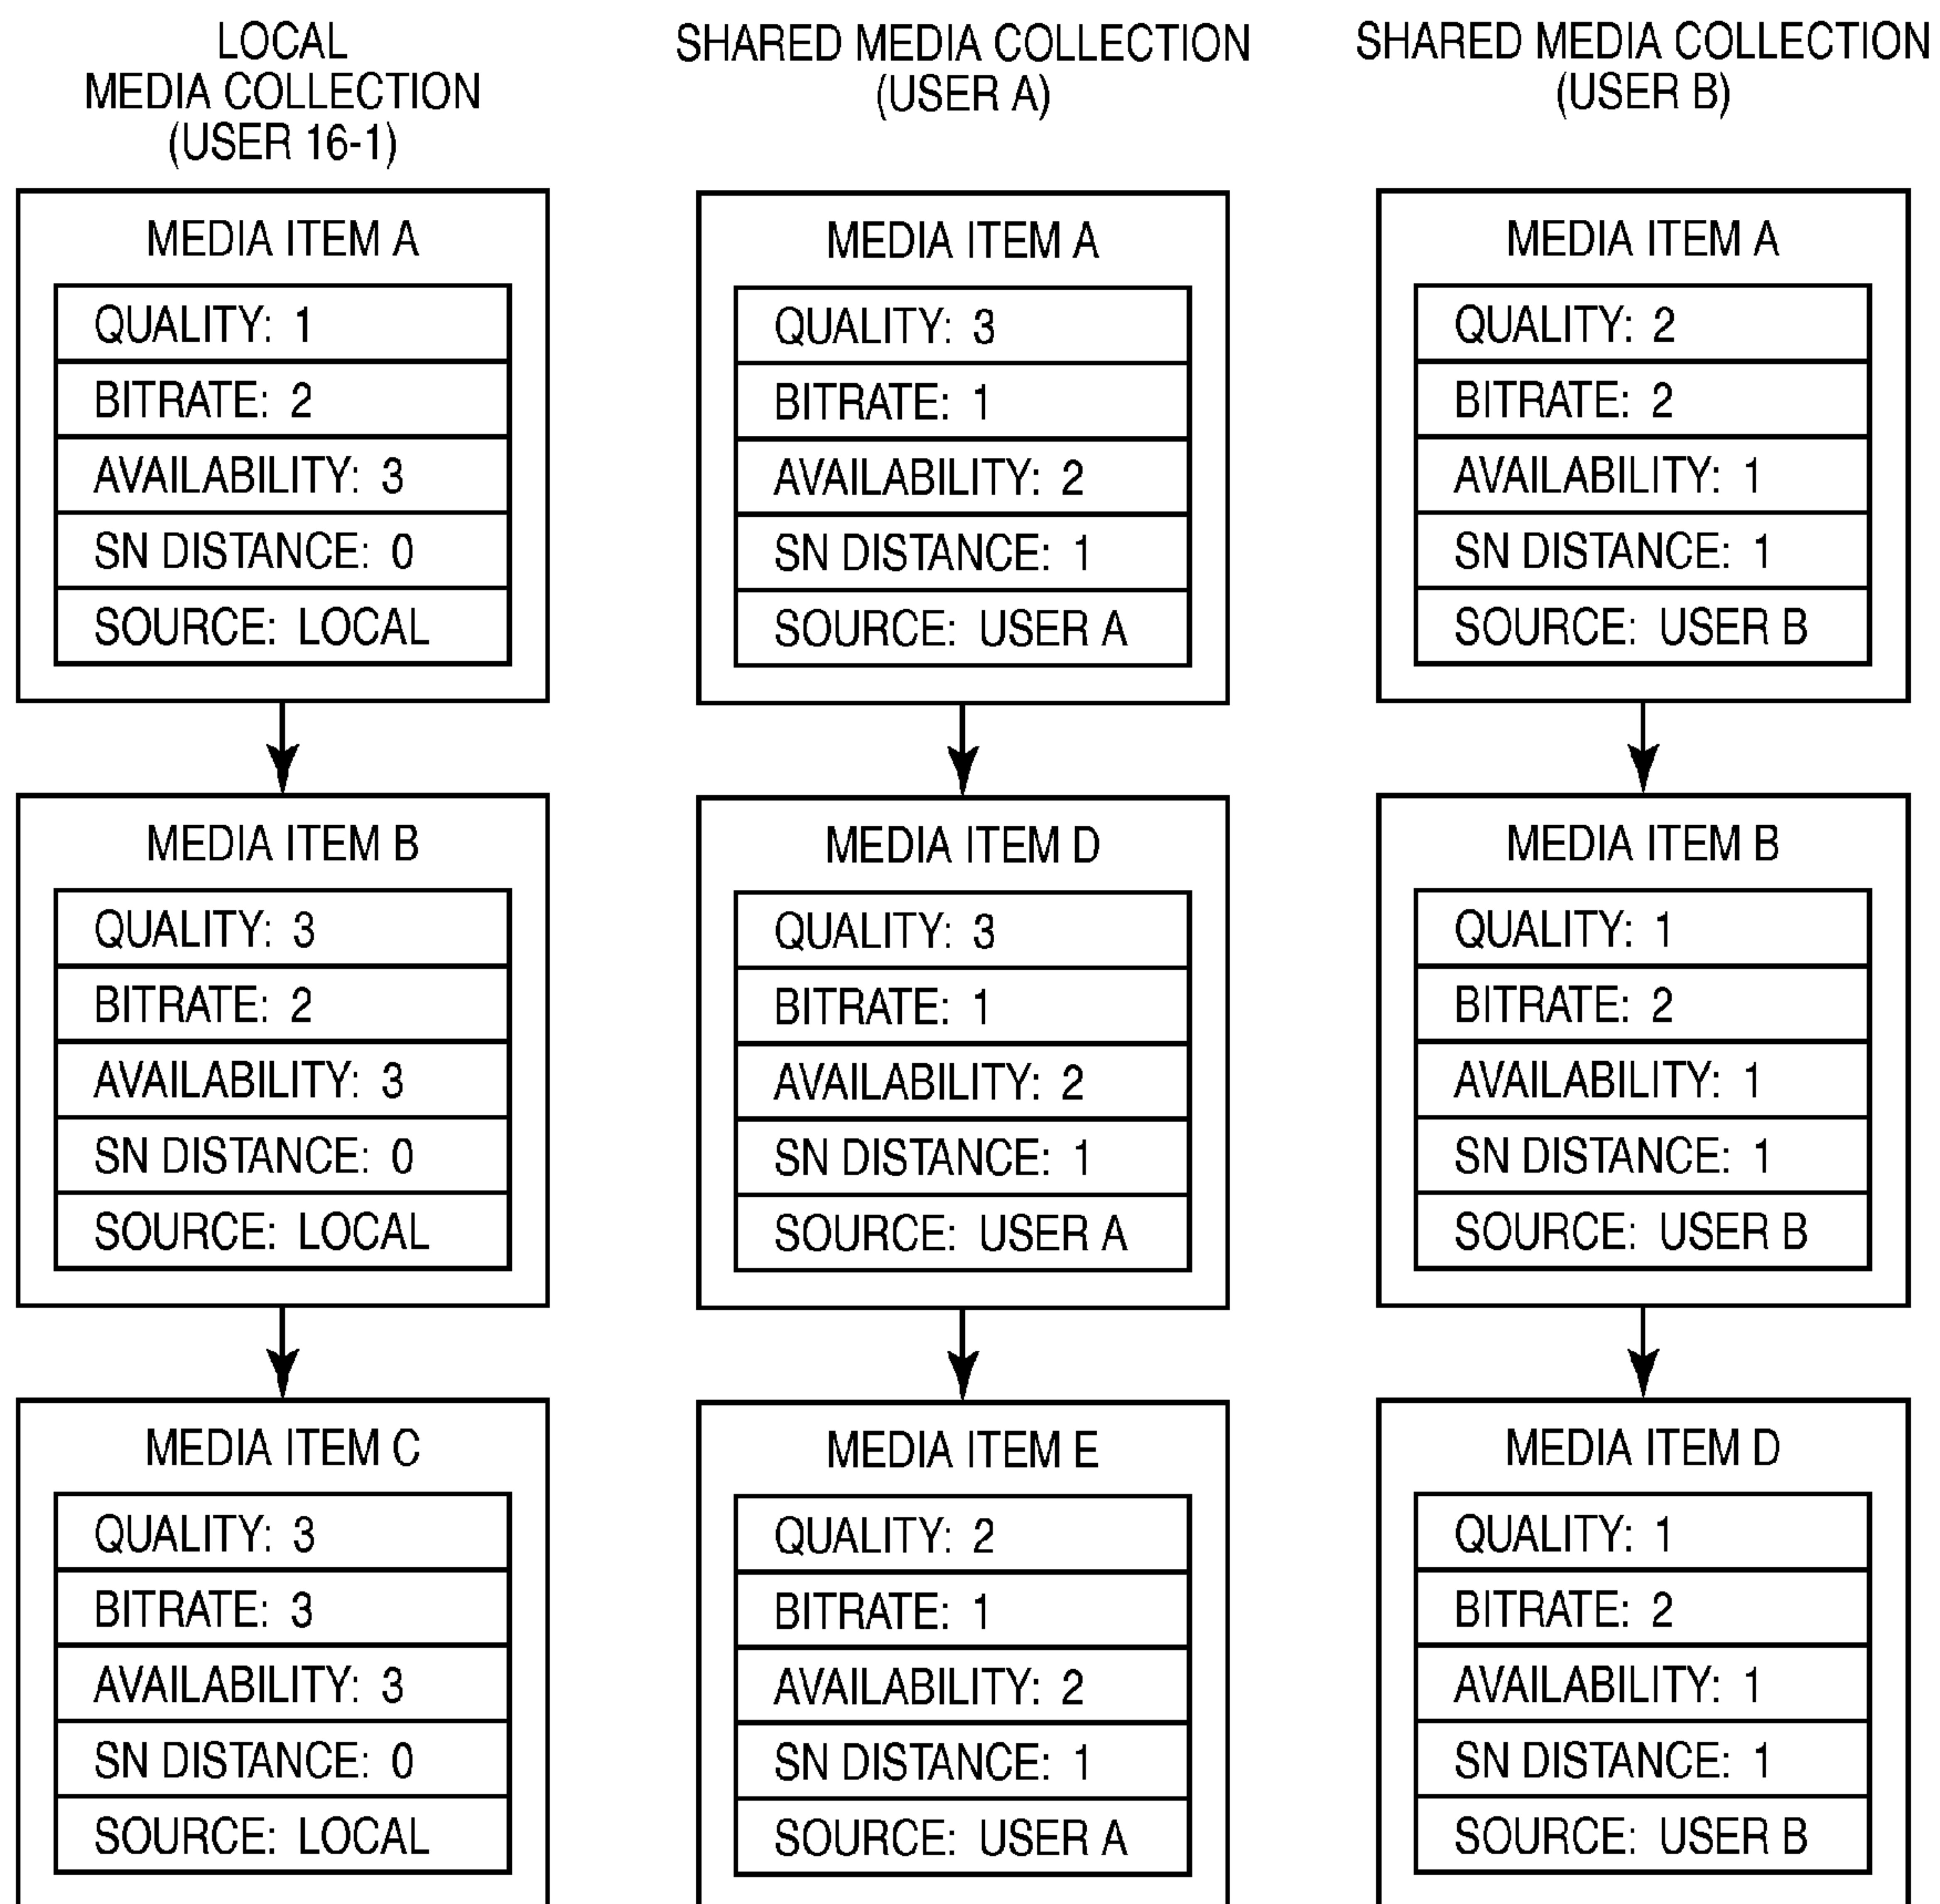 LOCAL
MEDIA COLLECTION
(USER 16-1)
MEDIA ITEM A
QUALITY: 1
BITRATE: 2
AVAILABILITY: 3
SN DISTANCE: 0
SOURCE: LOCAL
MEDIA ITEM B
QUALITY: 3
BITRATE: 2
AVAILABILITY: 3
SN DISTANCE: 0
SOURCE: LOCAL
MEDIA ITEM C
QUALITY: 3
BITRATE: 3
AVAILABILITY: 3
SN DISTANCE: 0
SOURCE: LOCAL
SHARED MEDIA COLLECTION
(USER A)
MEDIA ITEM A
QUALITY: 3
BITRATE: 1
AVAILABILITY: 2
SN DISTANCE: 1
SOURCE: USER A
MEDIA ITEM D
QUALITY: 3
BITRATE: 1
AVAILABILITY: 2
SN DISTANCE: 1
SOURCE: USER A
MEDIA ITEM E
QUALITY: 2
BITRATE: 1
AVAILABILITY: 2
SN DISTANCE: 1
SOURCE: USER A
SHARED MEDIA COLLECTION
(USER B)
MEDIA ITEM A
QUALITY: 2
BITRATE: 2
AVAILABILITY: 1
SN DISTANCE: 1
SOURCE: USER B
MEDIA ITEM B
QUALITY: 1
BITRATE: 2
AVAILABILITY: 1
SN DISTANCE: 1
SOURCE: USER B
MEDIA ITEM D
QUALITY: 1
BITRATE: 2
AVAILABILITY: 1
SN DISTANCE: 1
SOURCE: USER B